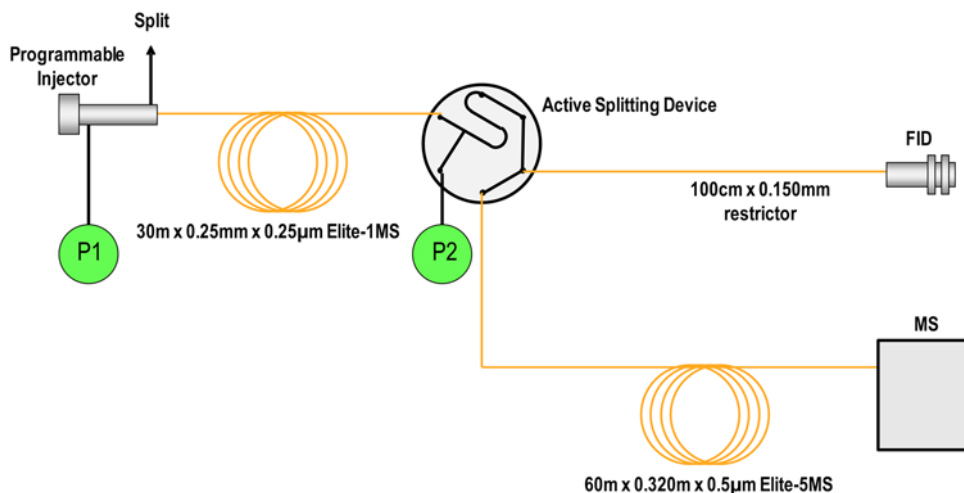 Split
Programmable
Injector
Active Splitting Device
FID
100cm x 0.150mm
restrictor
30m x 0.25mm x 0.25µm Elite-1MS
P1
P2
MS
60m x 0.320m x 0.5µm Elite-5MS